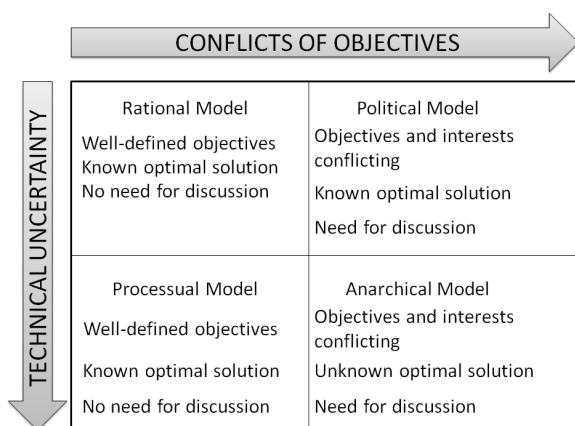 CONFLICTS OF OBJECTIVES
TECHNICAL UNCERTAINTY
Rational Model
Well-defined objectives
Known optimal solution
No need for discussion
Political Model
Objectives and interests
conflicting
Known optimal solution
Need for discussion
Processual Model
Well-defined objectives
Known optimal solution
No need for discussion
Anarchical Model
Objectives and interests
conflicting
Unknown optimal solution
Need for discussion